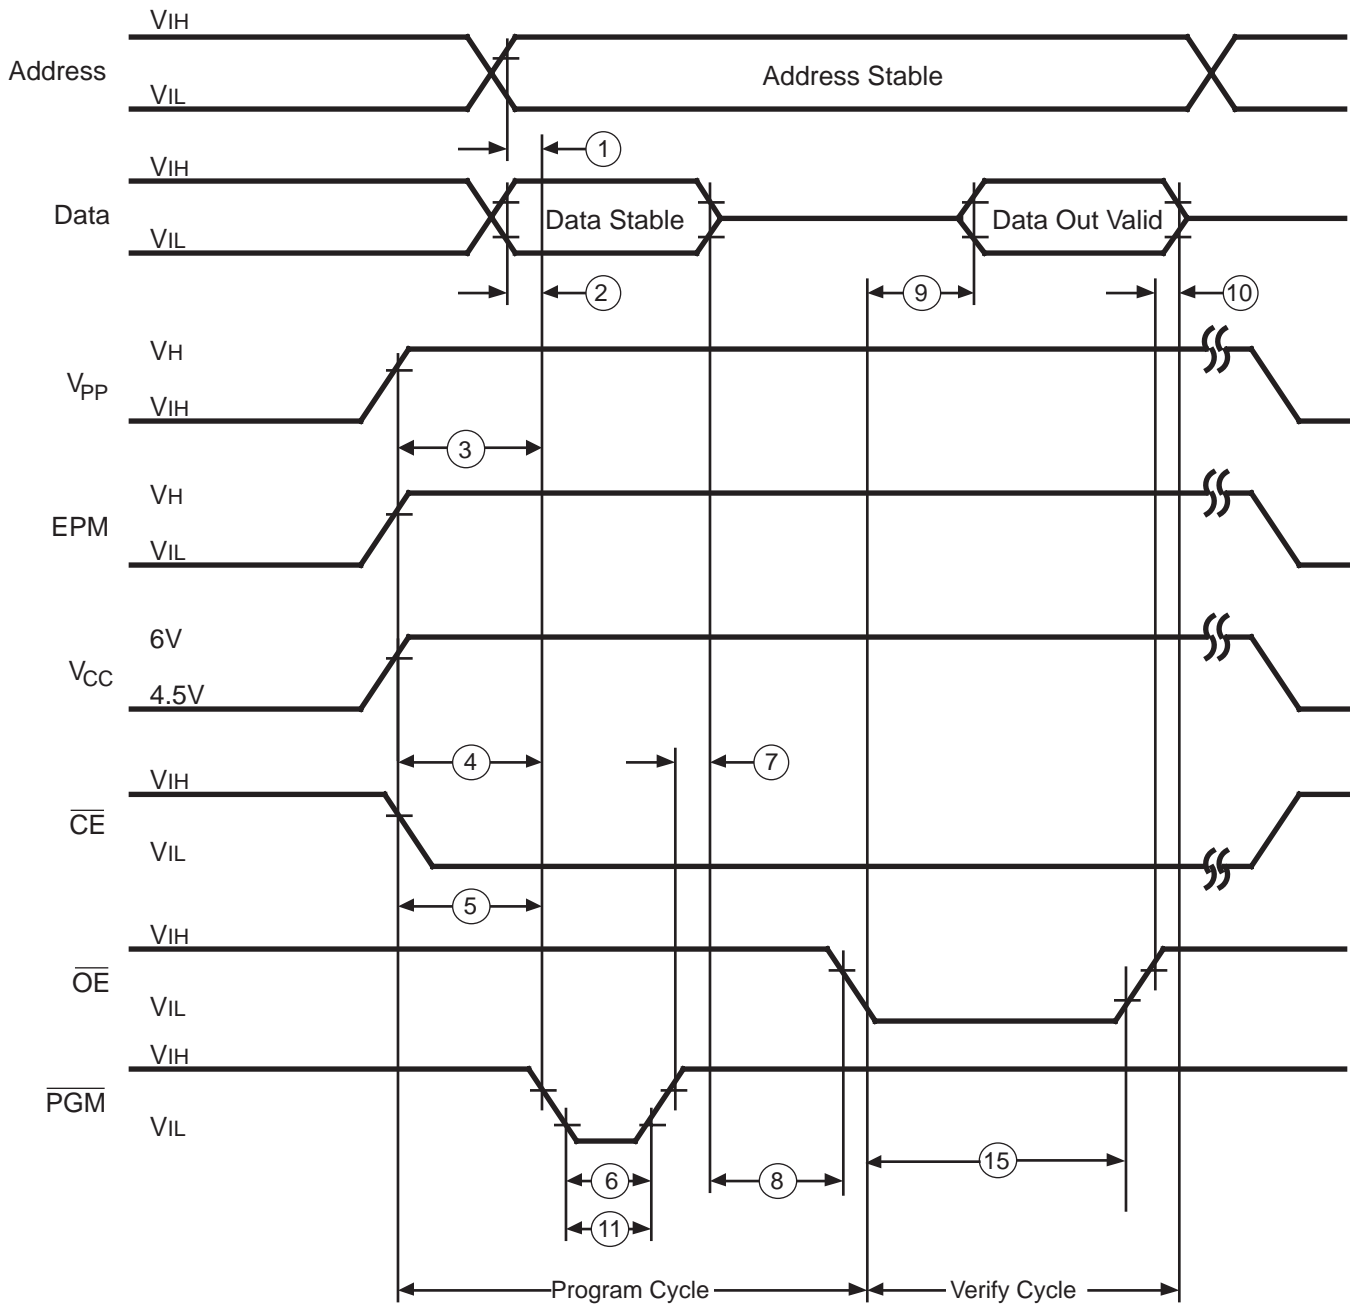 VIH
Address
Address Stable
VIL
1
VIH
Data
Data Stable
Data Out Valid
VIL
2
9
10
VH
VPP
VIH
3
VH
EPM
VIL
6V
VCC
4.5V
4
7
VIH
CE
VIL
5
VIH
OE
VIL
VIH
PGM
VIL
15
6
8
11
Program Cycle
Verify Cycle